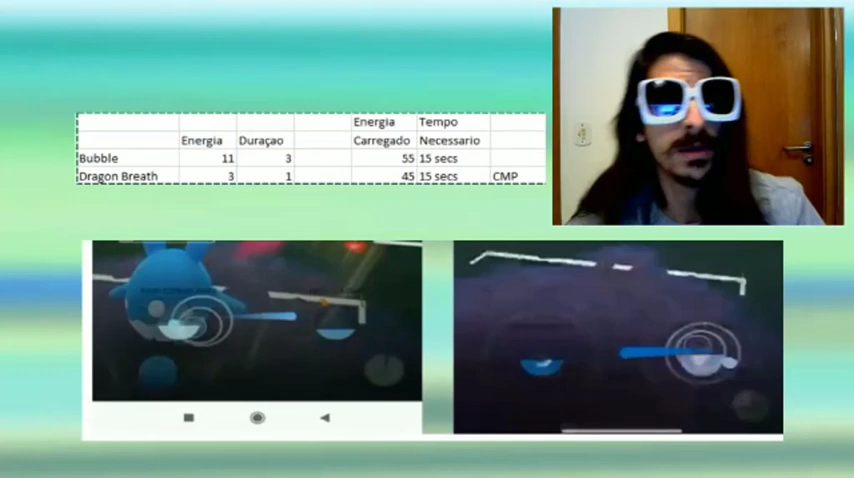 Energia Tempo
Energia Duraçao Carregado Necessario
Bubble 11 3 55 15 secs
Dragon Breath 3 1 45 15 secs CMP